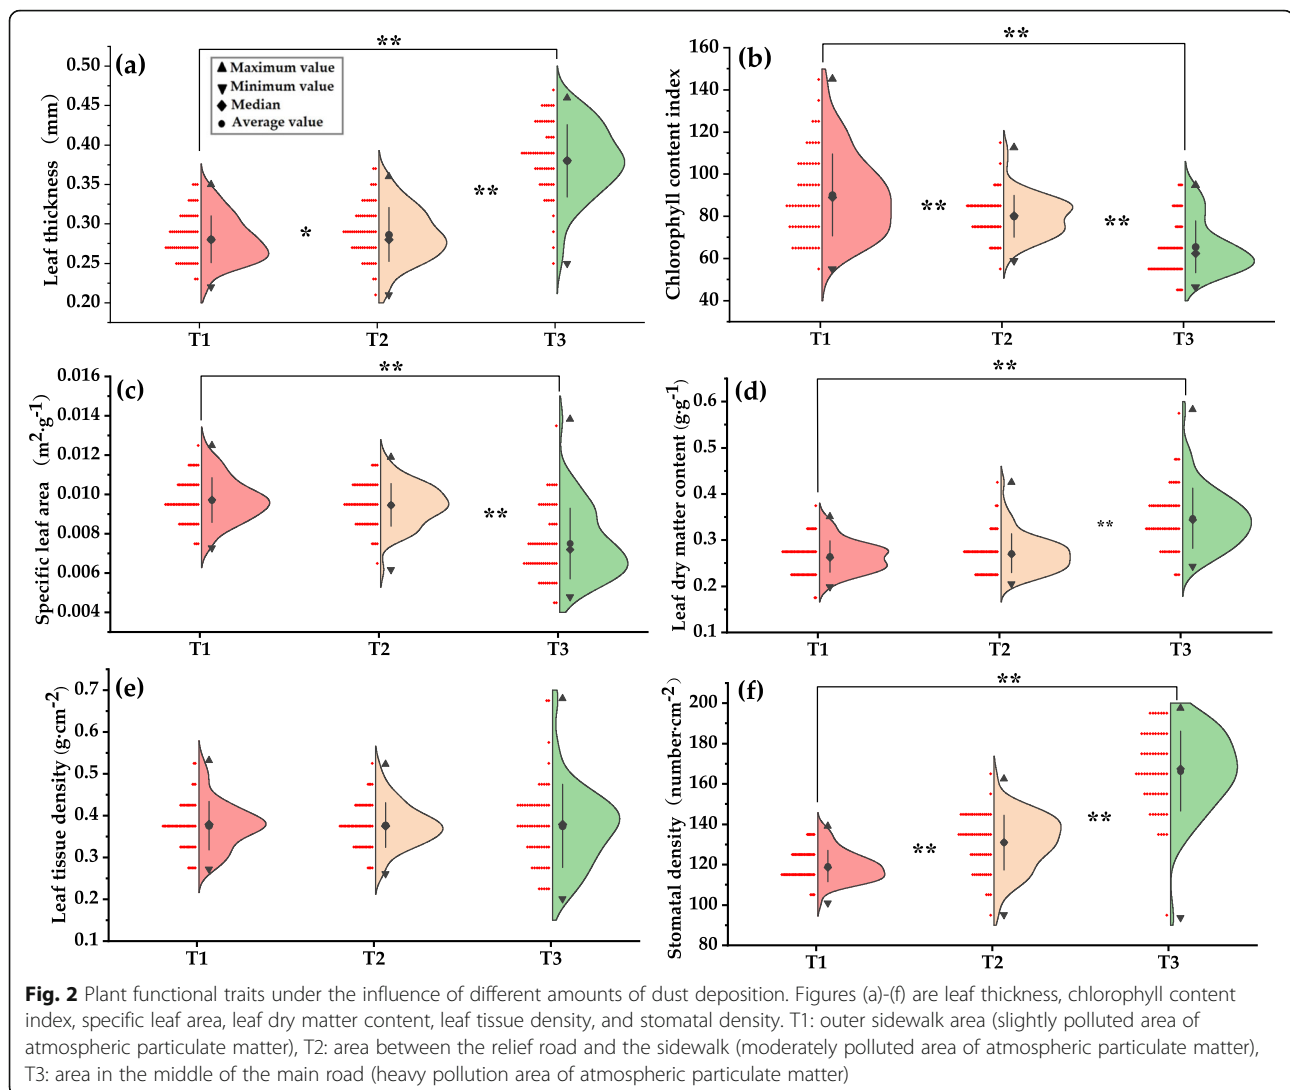 (a)
**
0.50
0.45
0.40
0.35
0.30
0.25
0.20
Leaf thickness (mm)
Maximum value
Minimum value
Median
Average value
*
**
T1 T2 T3
(b)
**
160
140
120
100
80
60
40
Chlorophyll content index
**
**
T1 T2 T3
(c)
**
0.016
0.014
0.012
0.010
0.008
0.006
0.004
Specific leaf area (m²·g⁻¹)
**
T1 T2 T3
(d)
**
0.6
0.5
0.4
0.3
0.2
0.1
Leaf dry matter content (g·g⁻¹)
**
T1 T2 T3
(e)
0.7
0.6
0.5
0.4
0.3
0.2
0.1
Leaf tissue density (g·cm⁻²)
T1 T2 T3
(f)
**
200
180
160
140
120
100
80
Stomatal density (number·cm⁻²)
**
**
T1 T2 T3
Fig. 2 Plant functional traits under the influence of different amounts of dust deposition. Figures (a)-(f) are leaf thickness, chlorophyll content
index, specific leaf area, leaf dry matter content, leaf tissue density, and stomatal density. T1: outer sidewalk area (slightly polluted area of
atmospheric particulate matter), T2: area between the relief road and the sidewalk (moderately polluted area of atmospheric particulate matter),
T3: area in the middle of the main road (heavy pollution area of atmospheric particulate matter)